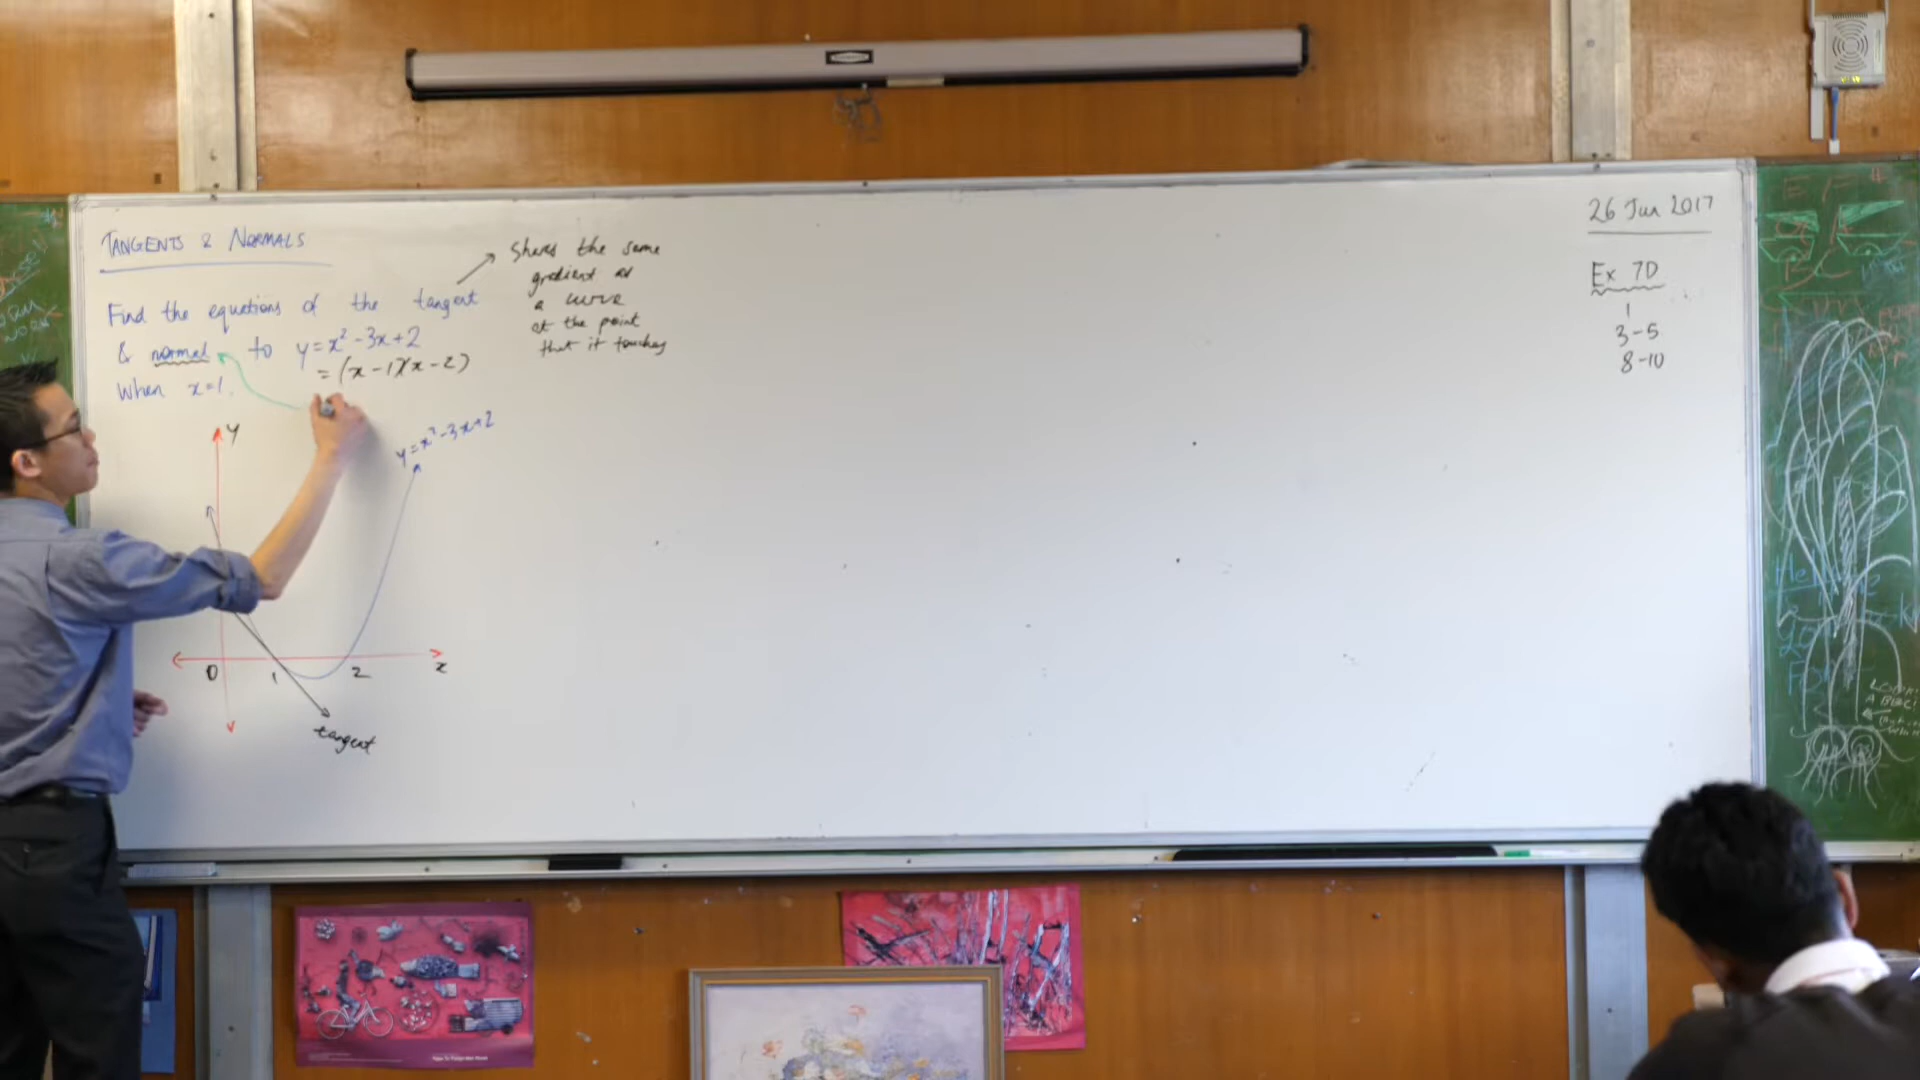 TANGENTS & NORMALS
Find the equations of the tangent
& normal to y = x² - 3x + 2
= (x - 1)(x - 2)
When x = 1.
Shares the same
gradient as
a curve
at the point
that it touches
y
y = x² - 3x + 2
0
1
2
x
tangent
26 Jun 2017
Ex 7D
1
3-5
8-10